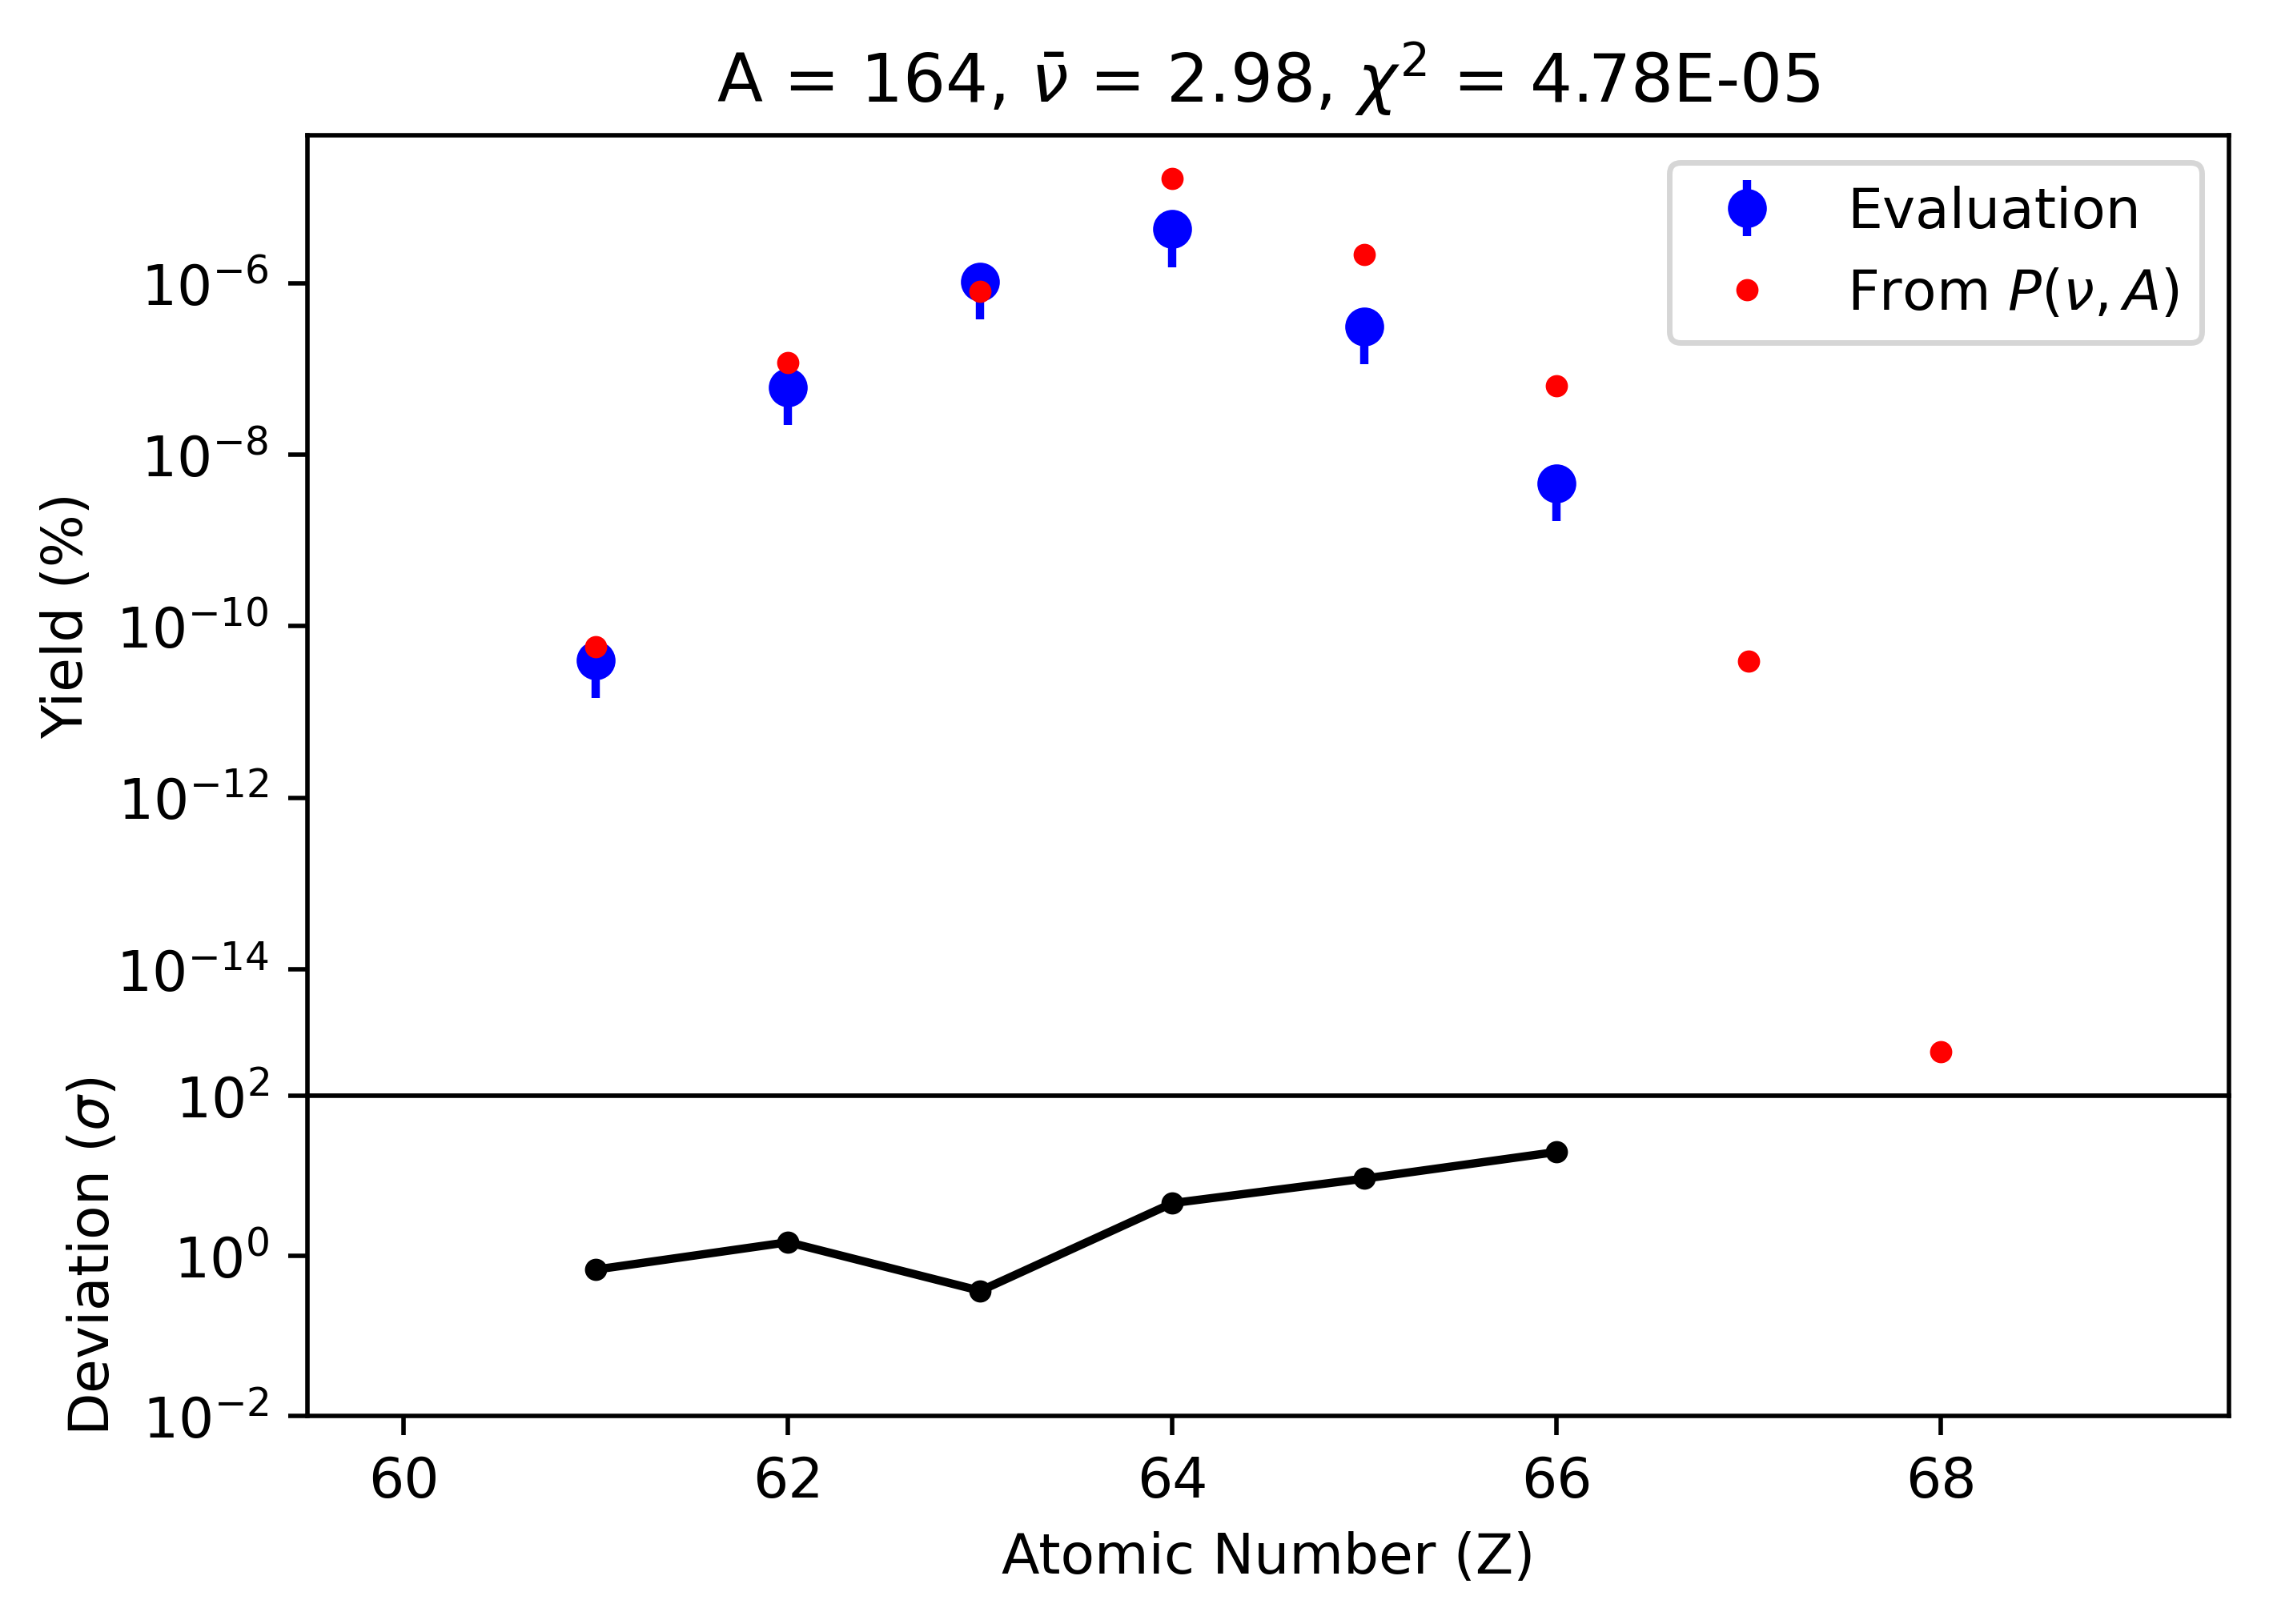 A = 164, ν̄ = 2.98, χ² = 4.78E-05
Evaluation
From P(ν, A)
Yield (%)
10⁻⁶
10⁻⁸
10⁻¹⁰
10⁻¹²
10⁻¹⁴
Deviation (σ)
10²
10⁰
10⁻²
60 62 64 66 68
Atomic Number (Z)